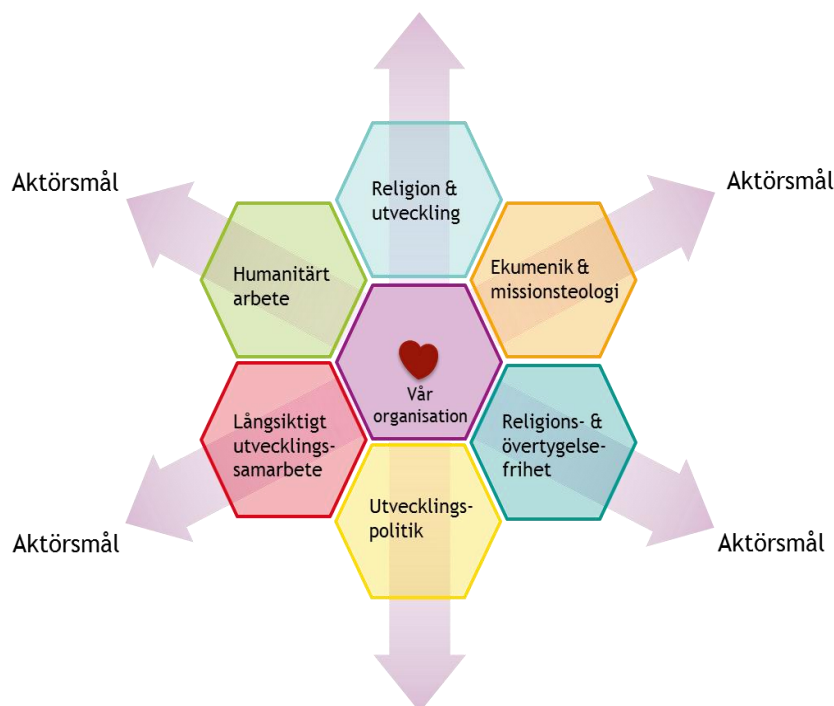 Aktörsmål
Aktörsmål
Religion &
utveckling
Humanitärt
arbete
Ekumenik &
missionsteologi
Vår
organisation
Långsiktigt
utvecklings-
samarbete
Religions- &
övertygelse-
frihet
Utvecklings-
politik
Aktörsmål
Aktörsmål